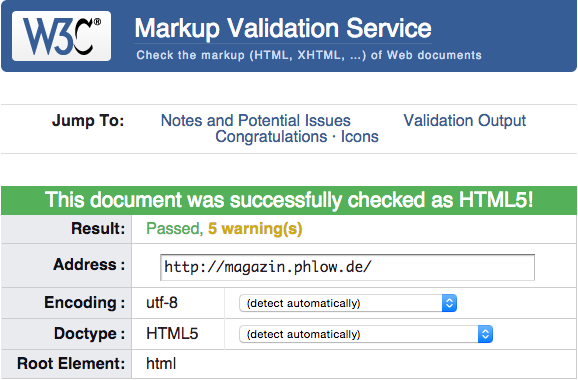 W3C® Markup Validation Service
Check the markup (HTML, XHTML, ...) of Web documents
Jump To: Notes and Potential Issues Validation Output
Congratulations · Icons
This document was successfully checked as HTML5!
Result: Passed, 5 warning(s)
Address : http://magazin.phlow.de/
Encoding : utf-8 (detect automatically)
Doctype : HTML5 (detect automatically)
Root Element: html